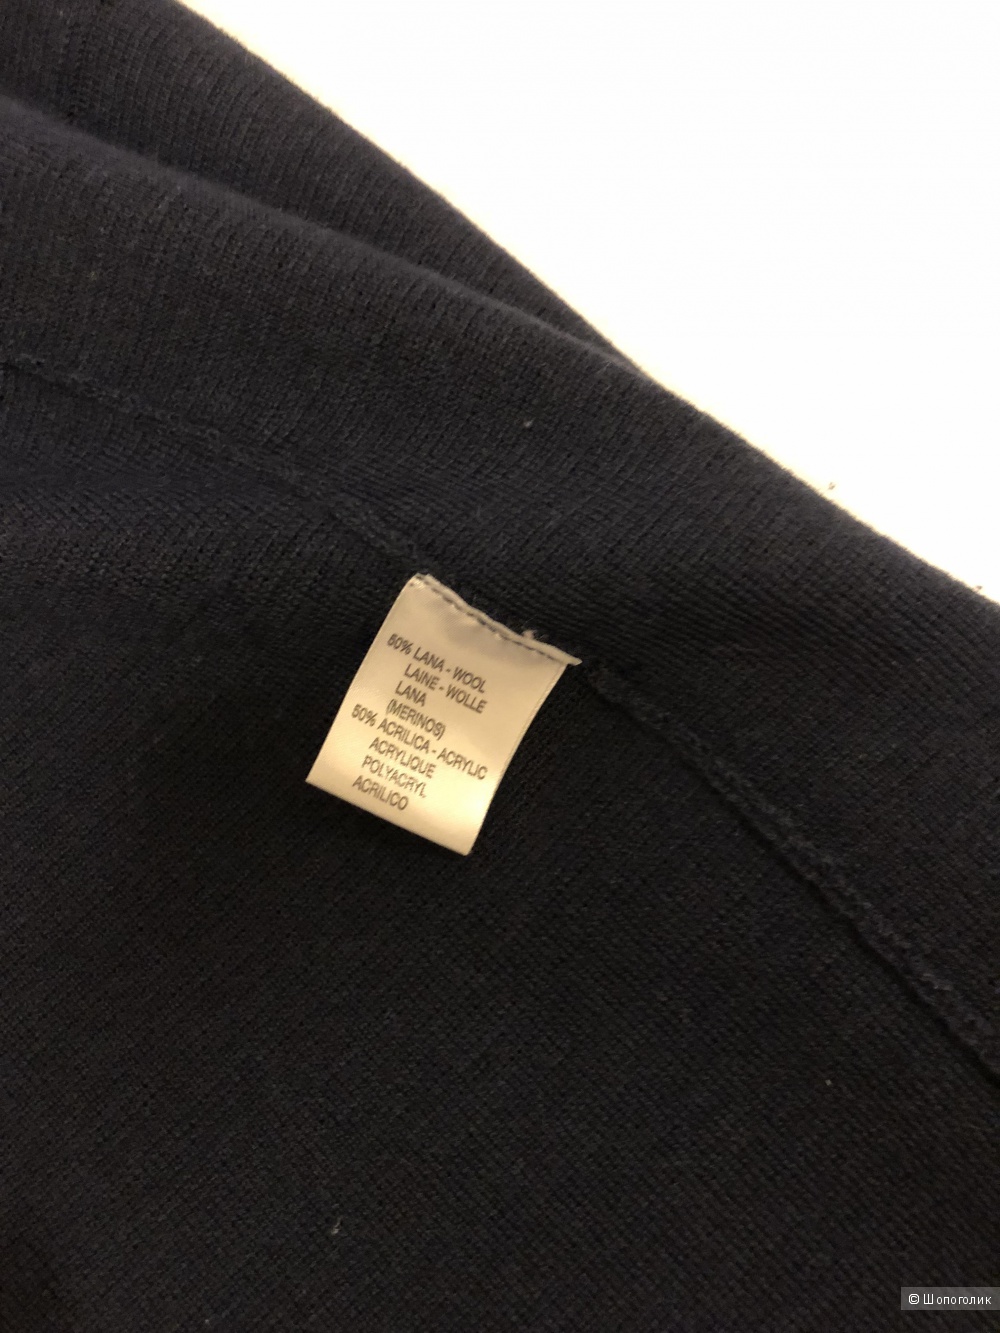 50% LANA - WOOL
LAINE - WOLLE
LANA
(MERINOS)
50% ACRILICA - ACRYLIC
ACRYLIQUE
POLYACRYL
ACRILICO
© Шопоголик